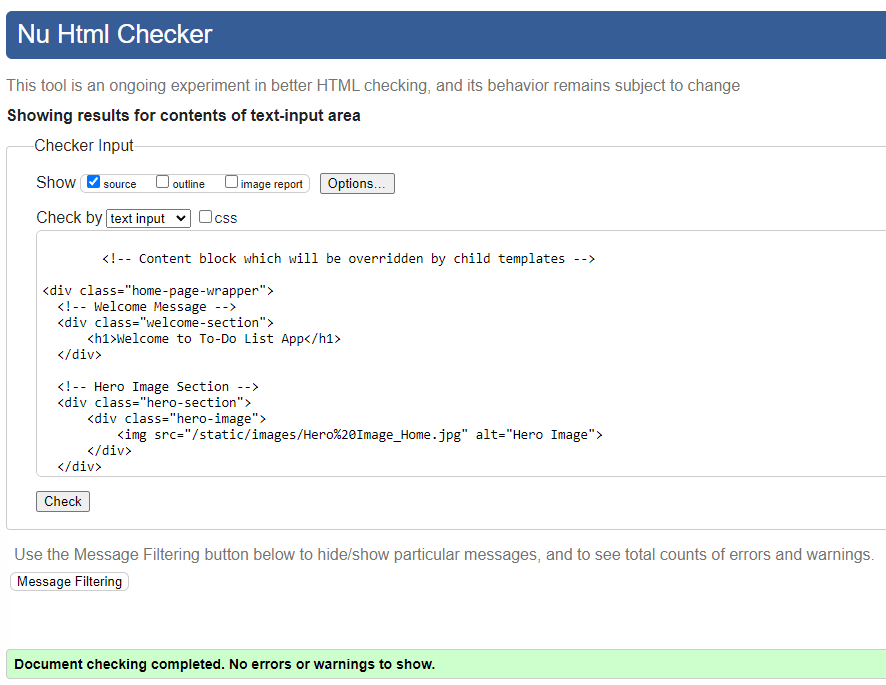 Nu Html Checker
This tool is an ongoing experiment in better HTML checking, and its behavior remains subject to change
Showing results for contents of text-input area
Checker Input
Show source outline image report Options...
Check by text input css
<!-- Content block which will be overridden by child templates -->
<div class="home-page-wrapper">
<!-- Welcome Message -->
<div class="welcome-section">
<h1>Welcome to To-Do List App</h1>
</div>
<!-- Hero Image Section -->
<div class="hero-section">
<div class="hero-image">
<img src="/static/images/Hero%20Image_Home.jpg" alt="Hero Image">
</div>
</div>
Check
Use the Message Filtering button below to hide/show particular messages, and to see total counts of errors and warnings.
Message Filtering
Document checking completed. No errors or warnings to show.